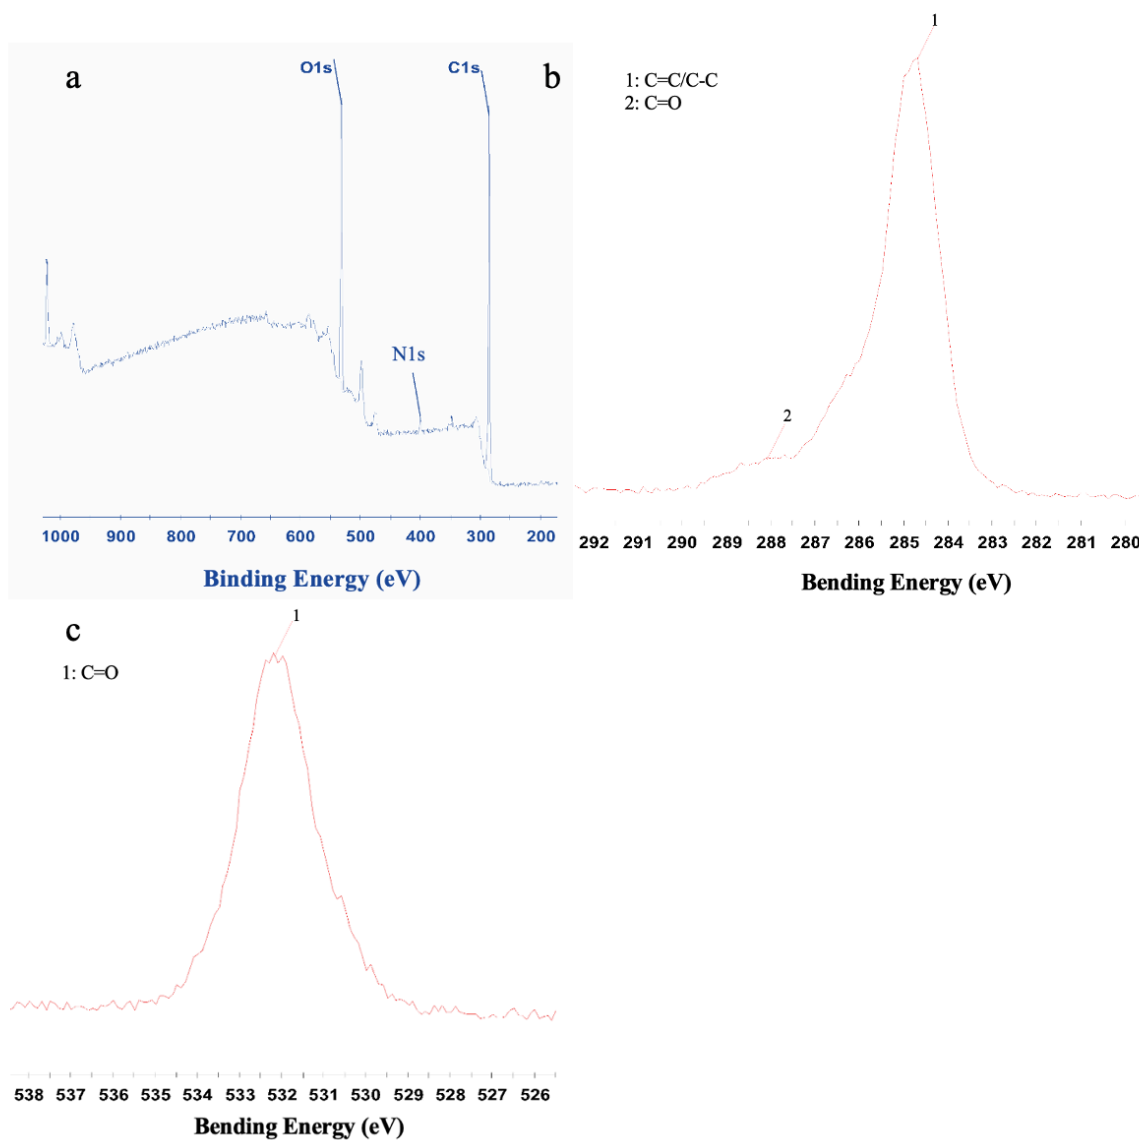 a
O1s
C1s
N1s
1000 900 800 700 600 500 400 300 200
Binding Energy (eV)
b
1
1: C=C/C-C
2: C=O
2
292 291 290 289 288 287 286 285 284 283 282 281 280
Bending Energy (eV)
c
1
1: C=O
538 537 536 535 534 533 532 531 530 529 528 527 526
Bending Energy (eV)